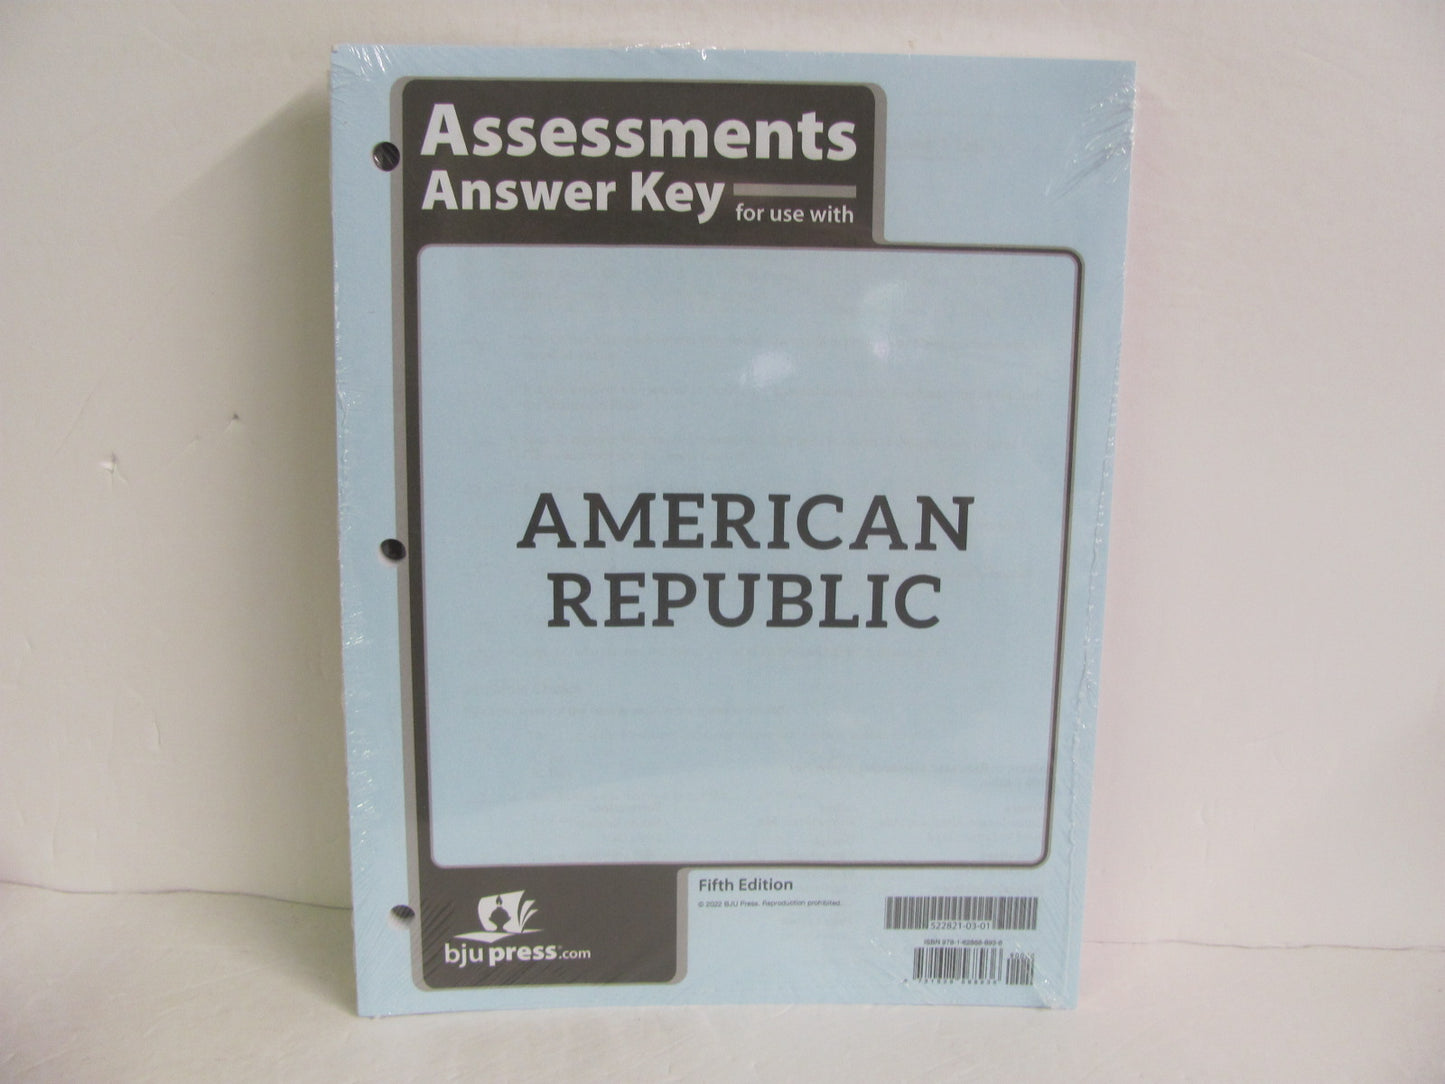 Assessments
Answer Key
for use with
AMERICAN
REPUBLIC
Fifth Edition
© 2022 BJU Press. Reproduction prohibited.
522821-03-01
bju press.com